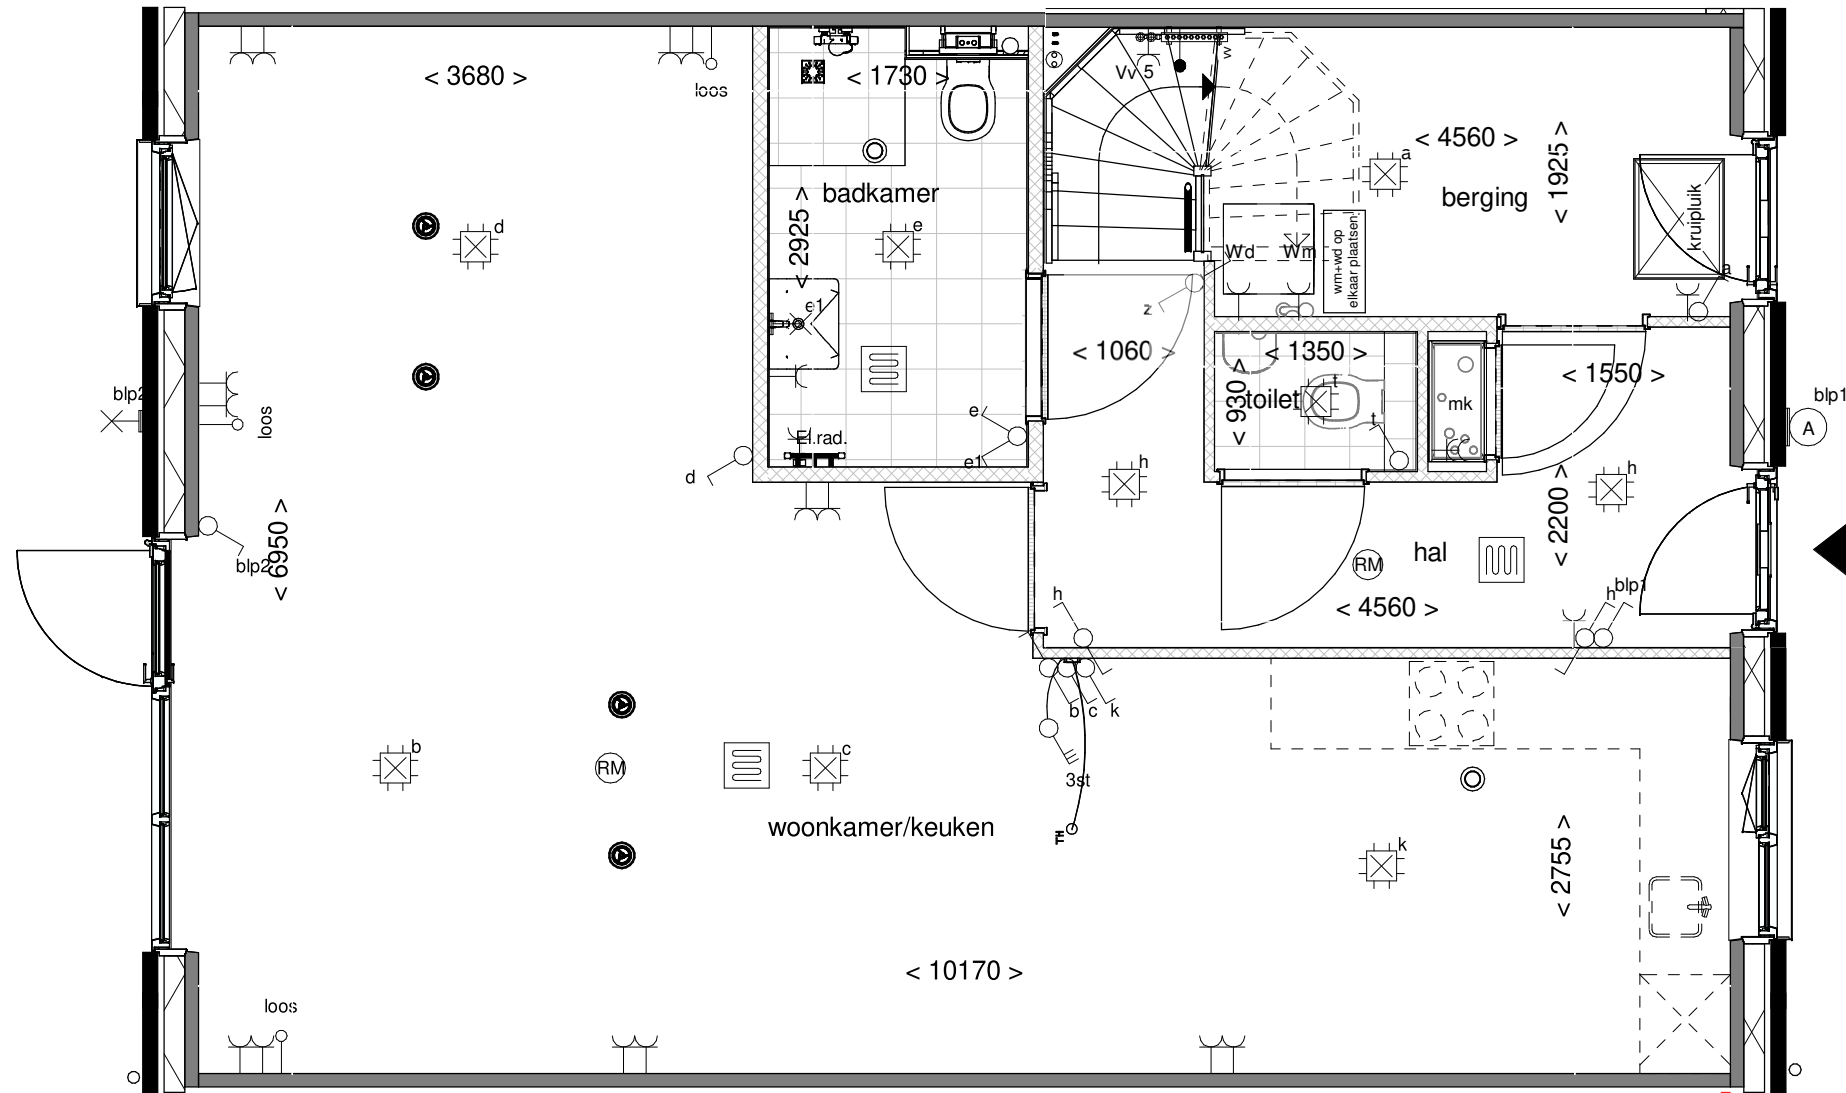 < 3680 >
loos
< 1730 >
Vv 5
vv
a
< 4560 >
< 1925 >
badkamer
berging
kruipluik
d
e
< 2925 >
Wd
Wm
wm+wd op
elkaar plaatsen.
a
e1
z
< 1060 >
< 1350 >
< 1550 >
blp2
loos
< 930 >
toilet
t
mk
blp1
A
e
t
El.rad.
e1
d
h
h
< 6950 >
< 2200 >
blp2
RM
hal
h
< 4560 >
h
blp1
b
c
k
b
RM
c
3st
woonkamer/keuken
TH
k
< 2755 >
< 10170 >
loos